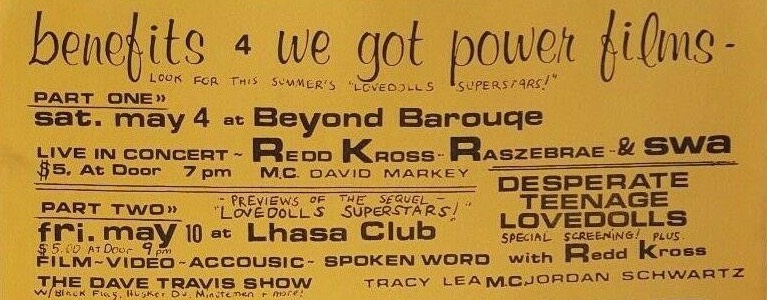 benefits 4 we got power films-
LOOK FOR THIS SUMMER'S "LOVEDOLLS SUPERSTARS!"
PART ONE»
sat. may 4 at Beyond Barouqe
LIVE IN CONCERT~ REDD KROSS-RASZEBRAE-& SWA
$5, At Door 7pm M.C. DAVID MARKEY
DESPERATE
TEENAGE
LOVEDOLLS
SPECIAL SCREENING! PLUS.
PART TWO»
- PREVIEWS OF THE SEQUEL -
"LOVEDOLLS SUPERSTARS!"
fri. may 10 at Lhasa Club
$5.00 AT DOOR 9pm
FILM~VIDEO~ACCOUSIC~ SPOKEN WORD with Redd Kross
THE DAVE TRAVIS SHOW TRACY LEA M.C. JORDAN SCHWARTZ
W/Black Flag, Husker Du, Minutemen + more!